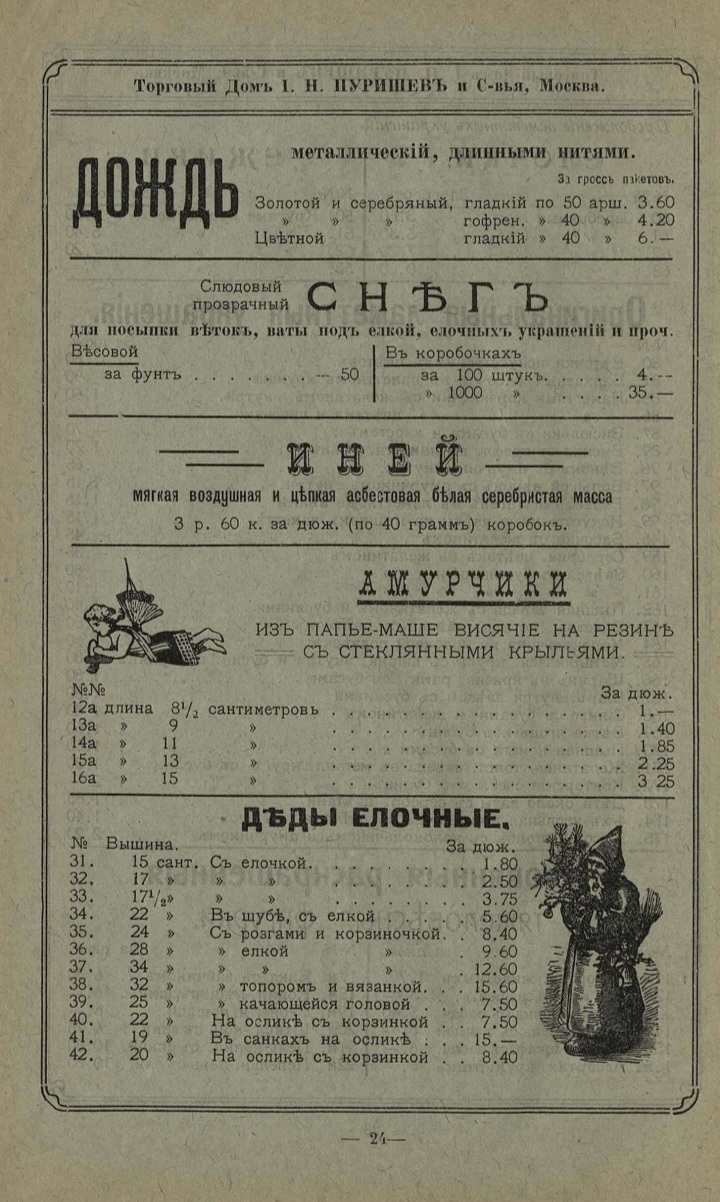 Торговый Домъ І. Н. ПУРИШЕВЪ и С-вья, Москва.
ДОЖДЬ
металлическій, длинными нитями.
За гроссъ пакетовъ.
Золотой и серебряный, гладкій по 50 арш. 3.60
» » » гофрен. » 40 » 4.20
Цвѣтной гладкій » 40 » 6.—
Слюдовый
прозрачный
СНѢГЪ
для посыпки вѣтокъ, ваты подъ елкой, елочныхъ украшеній и проч.
Вѣсовой
за фунтъ . . . . . . . — 50
Въ коробочкахъ
за 100 штукъ. . . . . 4.--
» 1000 » . . . . 35.—
ИНЕЙ
мягкая воздушная и цѣпкая асбестовая бѣлая серебристая масса
3 р. 60 к. за дюж. (по 40 граммъ) коробокъ.
АМУРЧИКИ
ИЗЪ ПАПЬЕ-МАШЕ ВИСЯЧІЕ НА РЕЗИНѢ
СЪ СТЕКЛЯННЫМИ КРЫЛЬЯМИ.
№№ За дюж.
12а длина 8½ сантиметровъ . . . . . . . . . . . . . . . . . 1.—
13а » 9 » . . . . . . . . . . . . . . . . . 1.40
14а » 11 » . . . . . . . . . . . . . . . . . 1.85
15а » 13 » . . . . . . . . . . . . . . . . . 2.25
16а » 15 » . . . . . . . . . . . . . . . . . 3 25
ДѢДЫ ЕЛОЧНЫЕ.
№ Вышина. За дюж.
31. 15 сант. Съ елочкой. . . . . . . . . 1.80
32. 17 » » » . . . . . . . . 2.50
33. 17½» » » . . . . . . . . 3.75
34. 22 » Въ шубѣ, съ елкой . . . . . 5.60
35. 24 » Съ розгами и корзиночкой. . . 8.40
36. 28 » » елкой » . 9.60
37. 34 » » » » . 12.60
38. 32 » » топоромъ и вязанкой. . . 15.60
39. 25 » » качающейся головой . . . 7.50
40. 22 » На осликѣ съ корзинкой . . 7.50
41. 19 » Въ санкахъ на осликѣ . . . 15.—
42. 20 » На осликѣ съ корзинкой . . 8.40
— 24—